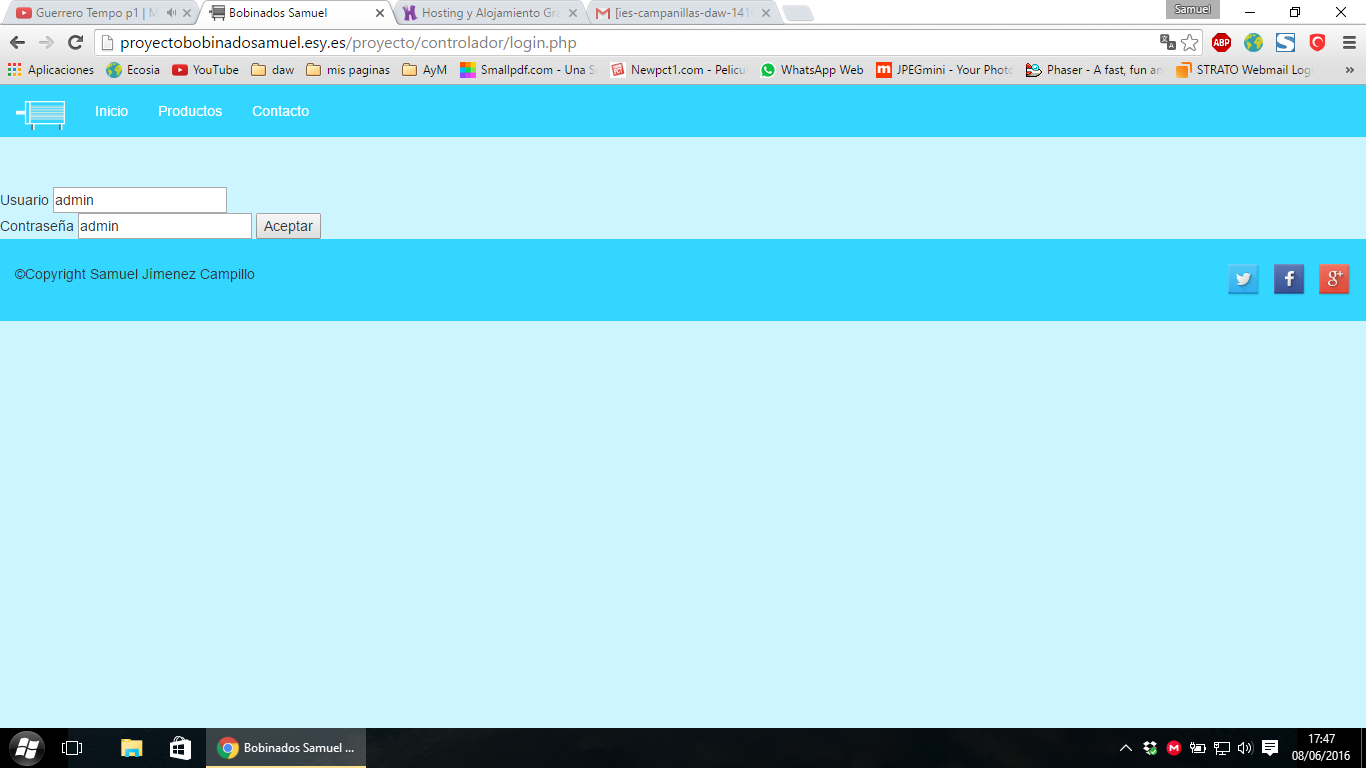 Guerrero Tempo p1 | M
Bobinados Samuel
Hosting y Alojamiento Gra
[ies-campanillas-daw-141
Samuel
proyectobobinadosamuel.esy.es/proyecto/controlador/login.php
ABP
Aplicaciones
Ecosia
YouTube
daw
mis paginas
AyM
Smallpdf.com - Una S
Newpct1.com - Pelicu
WhatsApp Web
JPEGmini - Your Photo
Phaser - A fast, fun an
STRATO Webmail Logi
»
Inicio
Productos
Contacto
Usuario admin
Contraseña admin Aceptar
©Copyright Samuel Jímenez Campillo
Bobinados Samuel ...
17:47
08/06/2016